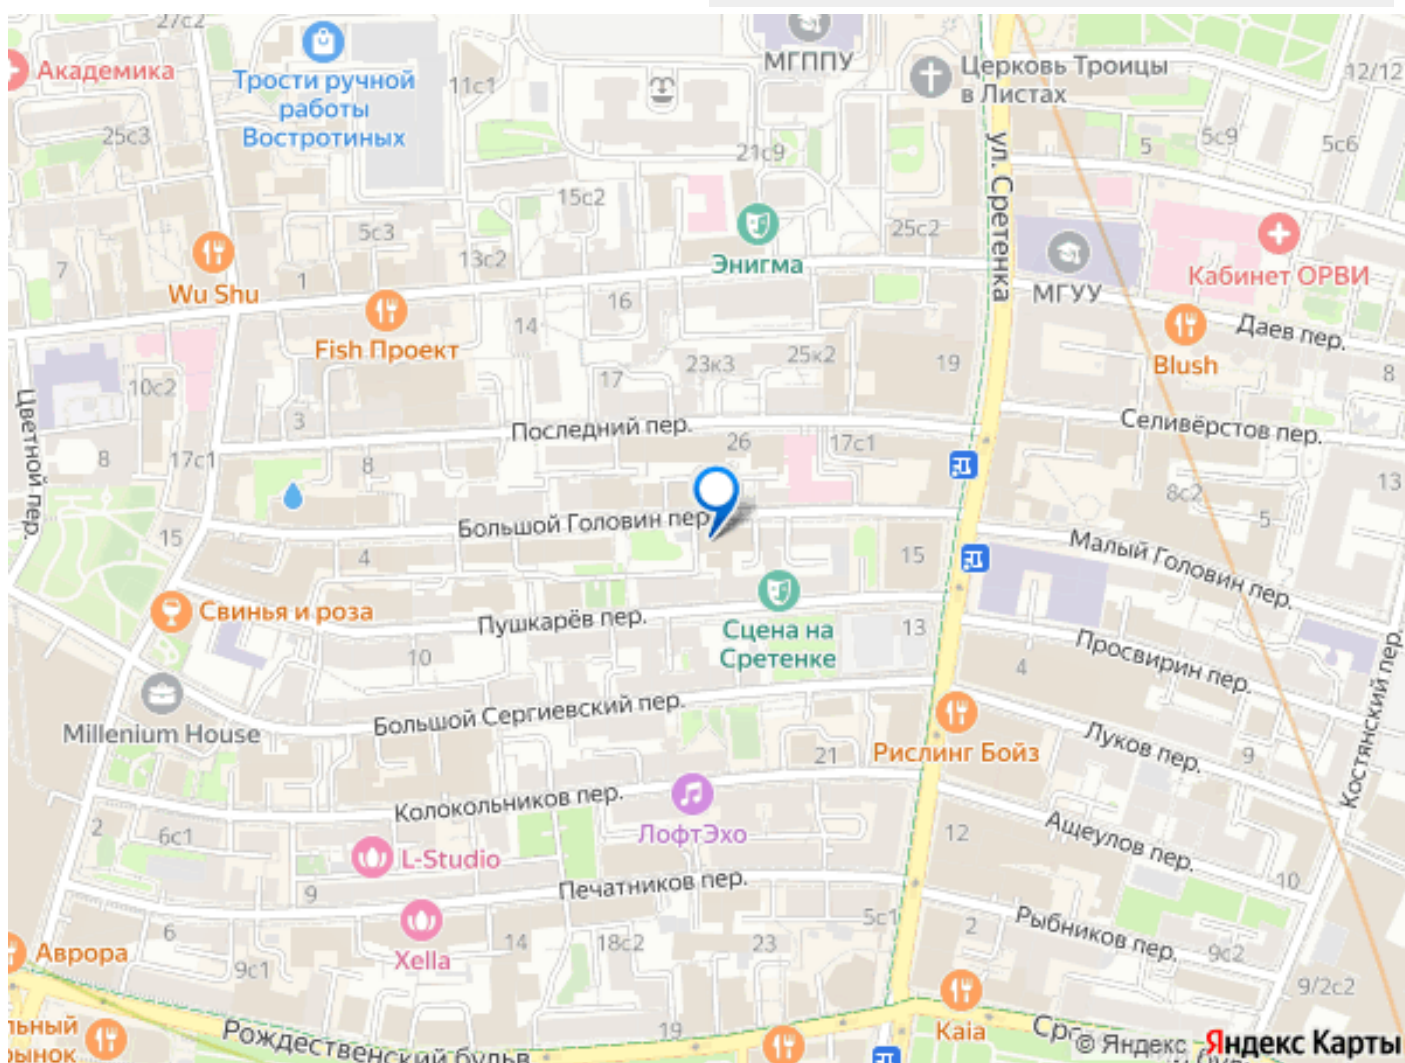 27с2
МГППУ
Академика
Трости ручной
работы
Востротиных
11с1
Церковь Троицы
в Листах
12/12
25с3
21с9
5
5с9
5с6
ул. Сретенка
15с2
5с3
25с2
13с2
Энигма
7
Wu Shu
1
16
МГУУ
Кабинет ОРВИ
14
Fish Проект
Даев пер.
Blush
10с2
17
23к3
25к2
19
8
Цветной пер.
3
Последний пер.
26
17с1
Селивёрстов пер.
8
17с1
8
13
8с2
5
Большой Головин пер.
15
4
15
Малый Головин пер.
Свинья и роза
Пушкарёв пер.
Сцена на
Сретенке
13
10
4
Просвирин пер.
Костянский пер.
Millenium House
Большой Сергиевский пер.
Рислинг Бойз
21
Луков пер.
9
Колокольников пер.
2
6с1
ЛофтЭхо
12
Ащеулов пер.
L-Studio
9
Печатников пер.
10
6
Xella
14
18с2
23
5с1
2
Рыбников пер.
9с2
Аврора
9с1
9/2с2
Рождественский бульв
19
Kaia
© Яндекс Яндекс Карты